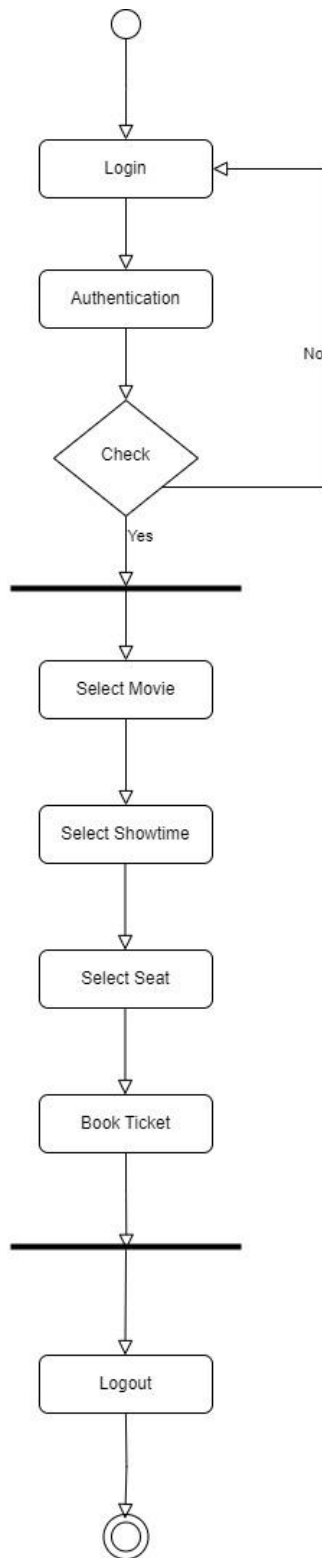 Login
Authentication
No
Check
Yes
Select Movie
Select Showtime
Select Seat
Book Ticket
Logout